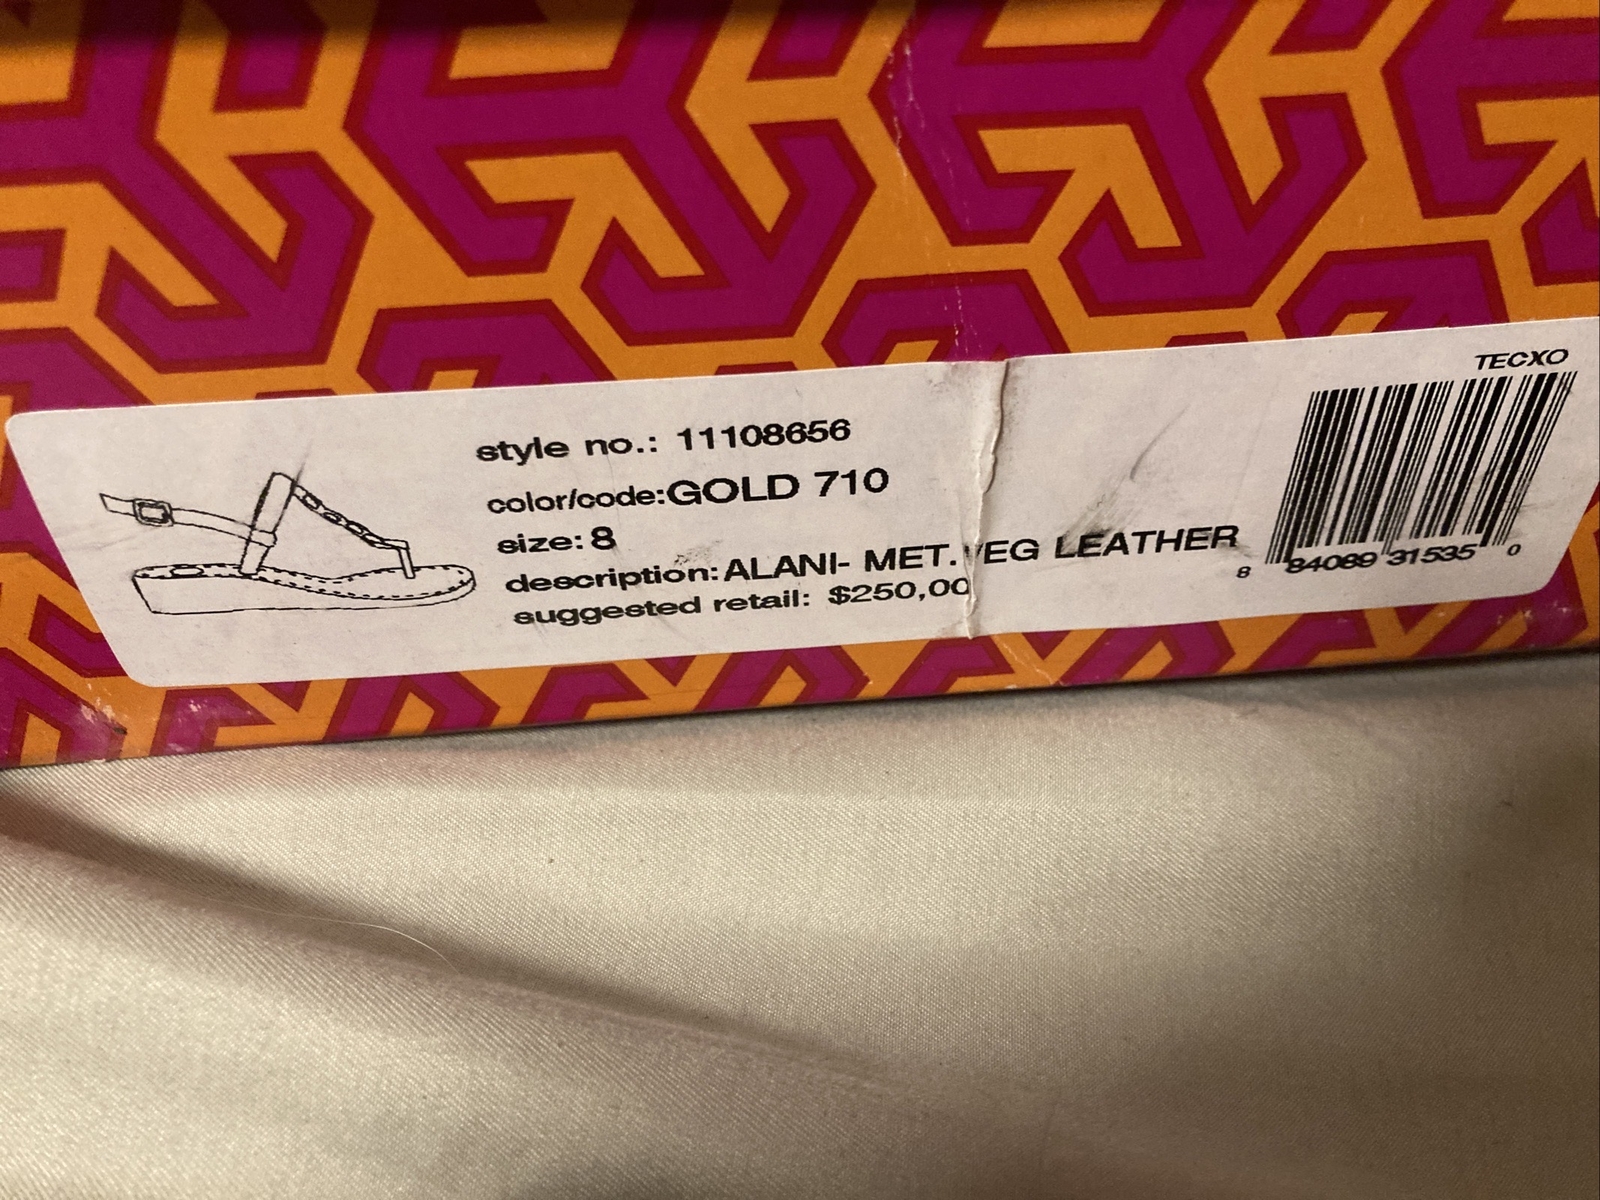 TECXO
style no.: 11108656
color/code:GOLD 710
size: 8
description: ALANI- MET. VEG LEATHER
suggested retail: $250,00
8 84089 31535 0